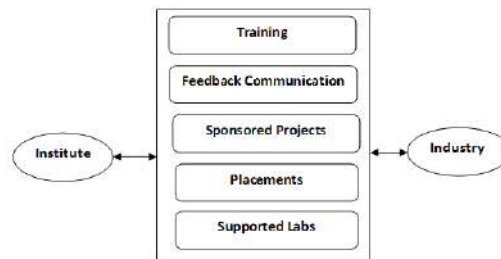 Training
Feedback Communication
Sponsored Projects
Institute
Industry
Placements
Supported Labs